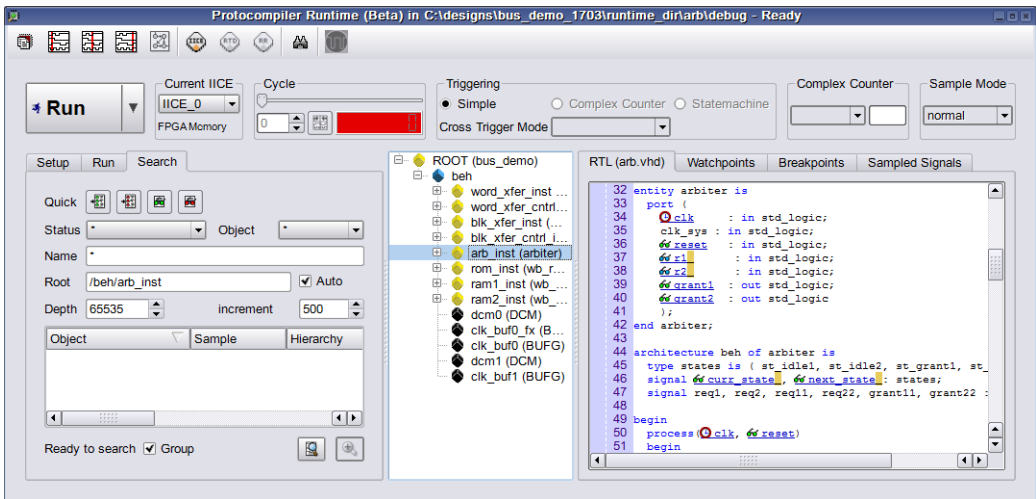 Protocompiler Runtime (Beta) in C:\designs\bus_demo_1703\runtime_dir\arb\debug - Ready
IICE RTD RR
Run
Current IICE
IICE_0
FPGAMomory
Cycle
0
0
Triggering
Simple Complex Counter Statemachine
Cross Trigger Mode
Complex Counter
Sample Mode
normal
Setup Run Search
Quick
Status * Object *
Name *
Root /beh/arb_inst Auto
Depth 65535 increment 500
Object Sample Hierarchy
Ready to search Group
ROOT (bus_demo)
beh
word_xfer_inst ...
word_xfer_cntrl...
blk_xfer_inst (...
blk_xfer_cntrl_i...
arb_inst (arbiter)
rom_inst (wb_r...
ram1_inst (wb_...
ram2_inst (wb_...
dcm0 (DCM)
clk_buf0_fx (B...
clk_buf0 (BUFG)
dcm1 (DCM)
clk_buf1 (BUFG)
RTL (arb.vhd) Watchpoints Breakpoints Sampled Signals
32 entity arbiter is
33 port (
34 clk : in std_logic;
35 clk_sys : in std_logic;
36 reset : in std_logic;
37 r1 : in std_logic;
38 r2 : in std_logic;
39 grant1 : out std_logic;
40 grant2 : out std_logic
41 );
42 end arbiter;
43
44 architecture beh of arbiter is
45 type states is ( st_idle1, st_idle2, st_grant1, st_
46 signal curr_state , next_state : states;
47 signal req1, req2, req11, req22, grant11, grant22 :
48
49 begin
50 process(clk, reset)
51 begin